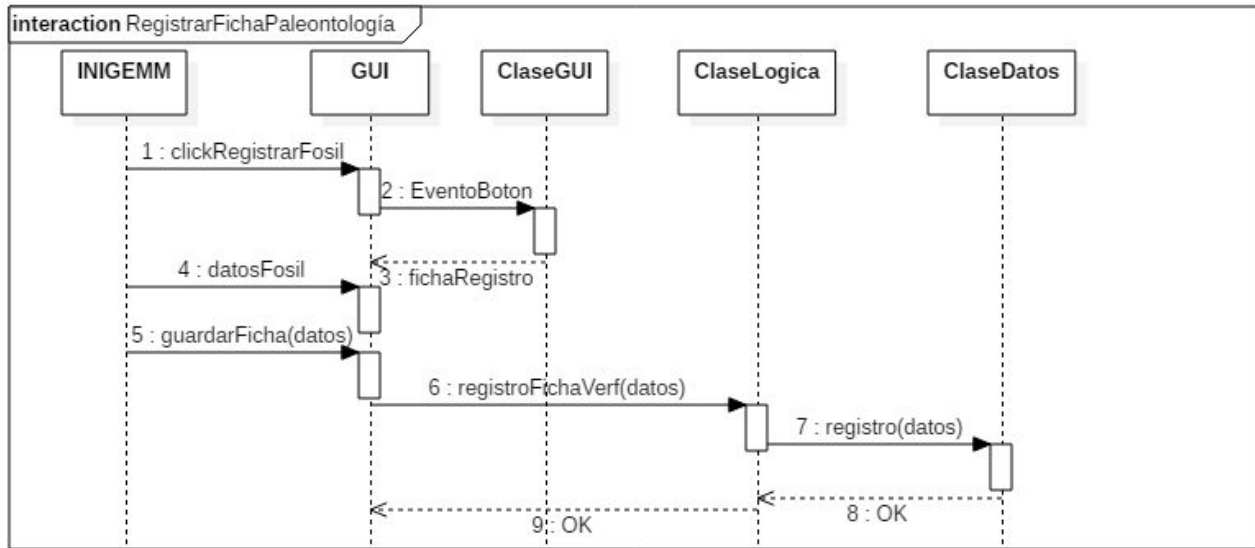 interaction RegistrarFichaPaleontología
INIGEMM
GUI
ClaseGUI
ClaseLogica
ClaseDatos
1 : clickRegistrarFosil
2 : EventoBoton
3 : fichaRegistro
4 : datosFosil
5 : guardarFicha(datos)
6 : registroFichaVerf(datos)
7 : registro(datos)
8 : OK
9 : OK